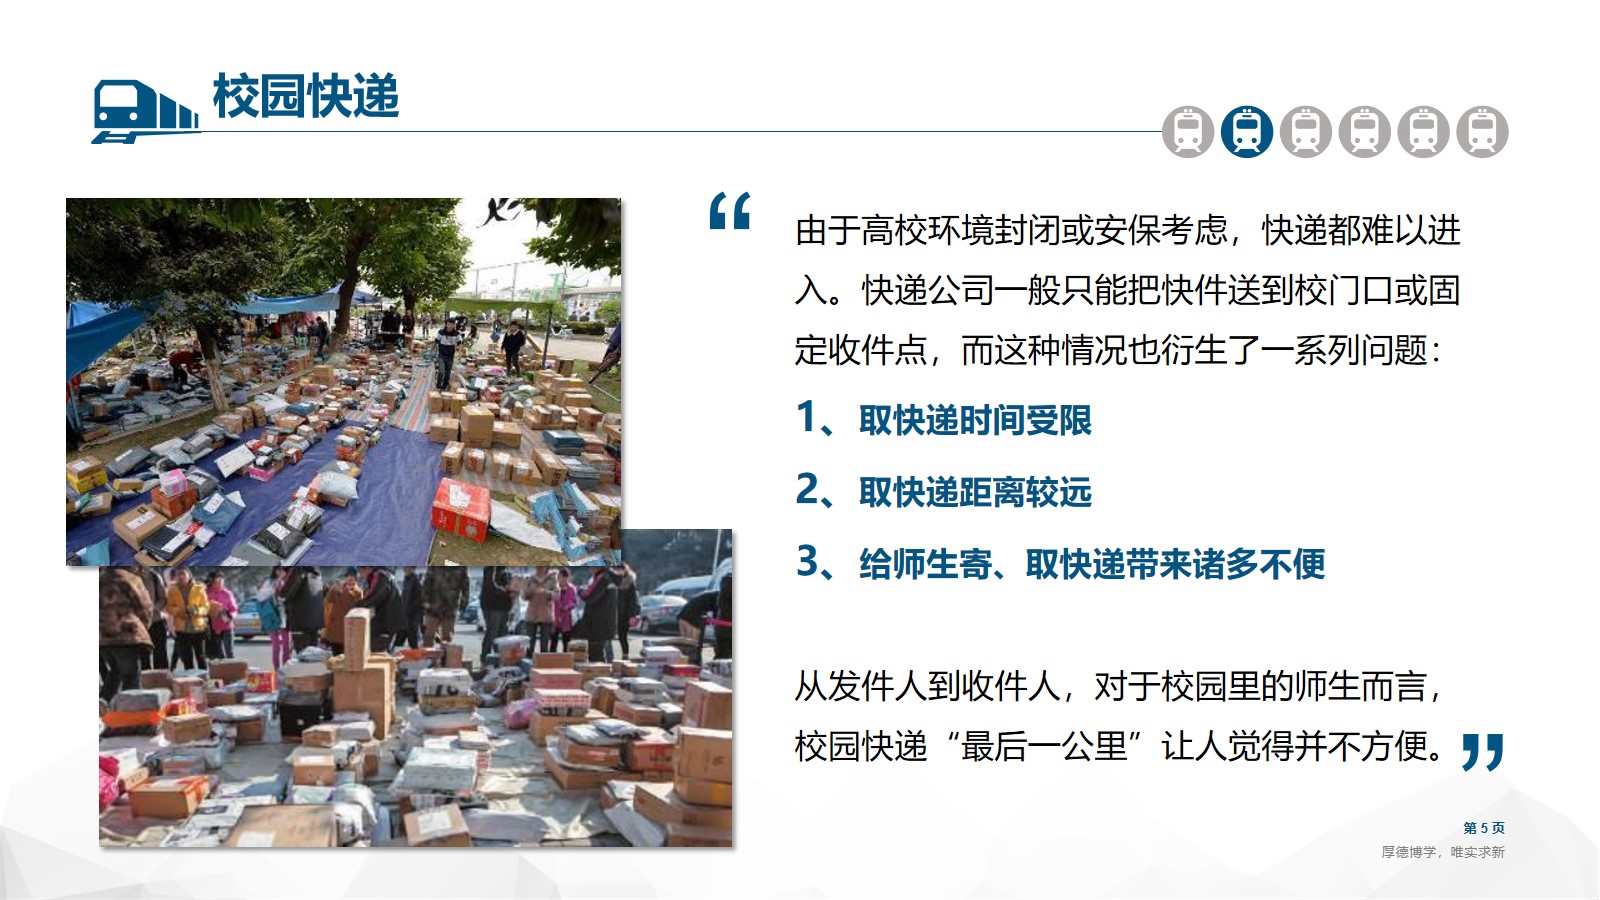 校园快递
由于高校环境封闭或安保考虑，快递都难以进
入。快递公司一般只能把快件送到校门口或固
定收件点，而这种情况也衍生了一系列问题：
1、取快递时间受限
2、取快递距离较远
3、给师生寄、取快递带来诸多不便
从发件人到收件人，对于校园里的师生而言，
校园快递“最后一公里”让人觉得并不方便。
第 5 页
厚德博学，唯实求新